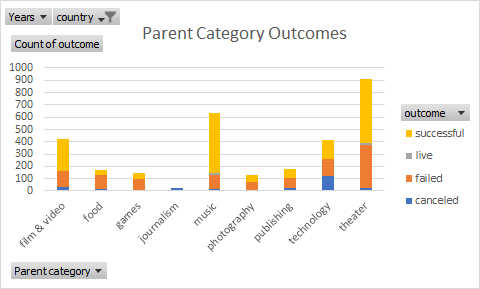 Years country
Count of outcome
Parent Category Outcomes
1000
900
800
700
600
500
400
300
200
100
0
film & video
food
games
journalism
music
photography
publishing
technology
theater
outcome
successful
live
failed
canceled
Parent category